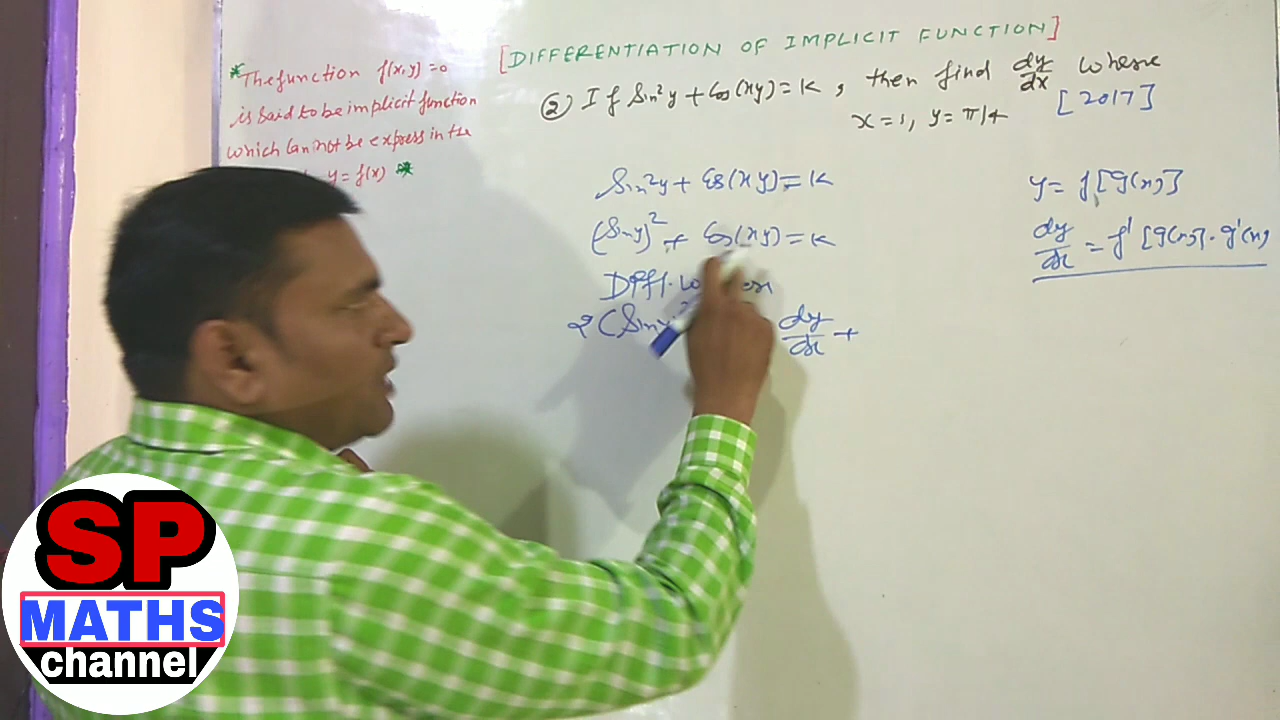 [DIFFERENTIATION OF IMPLICIT FUNCTION]
*The function f(x,y)=0
is said to be implicit function
which can not be express in the
y = f(x) *
② If Sin²y + Cos(xy) = K , then find dy/dx where
x = 1, y = π/4
[2017]
Sin²y + Cos(xy) = K
(Siny)² + Cos(xy) = K
Diff. w
2(Siny dy/dx +
y = f[g(x)]
dy/dx = f'[g(x)].g'(x)
SP
MATHS
channel